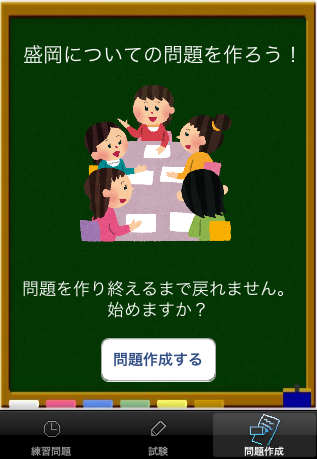 盛岡についての問題を作ろう！
問題を作り終えるまで戻れません。
始めますか？
問題作成する
練習問題
試験
問題作成